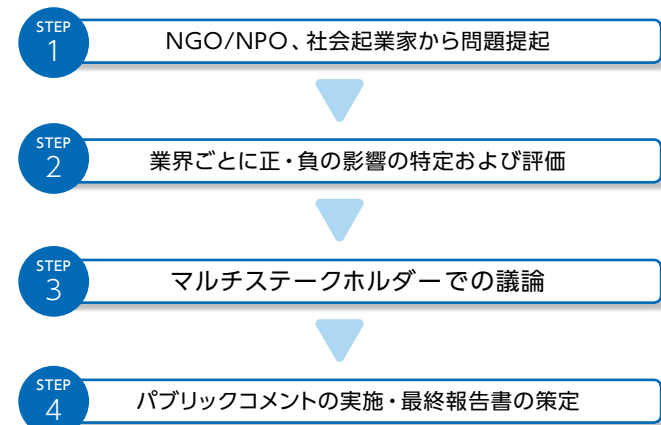 STEP
1
NGO/NPO、社会起業家から問題提起
STEP
2
業界ごとに正・負の影響の特定および評価
STEP
3
マルチステークホルダーでの議論
STEP
4
パブリックコメントの実施・最終報告書の策定